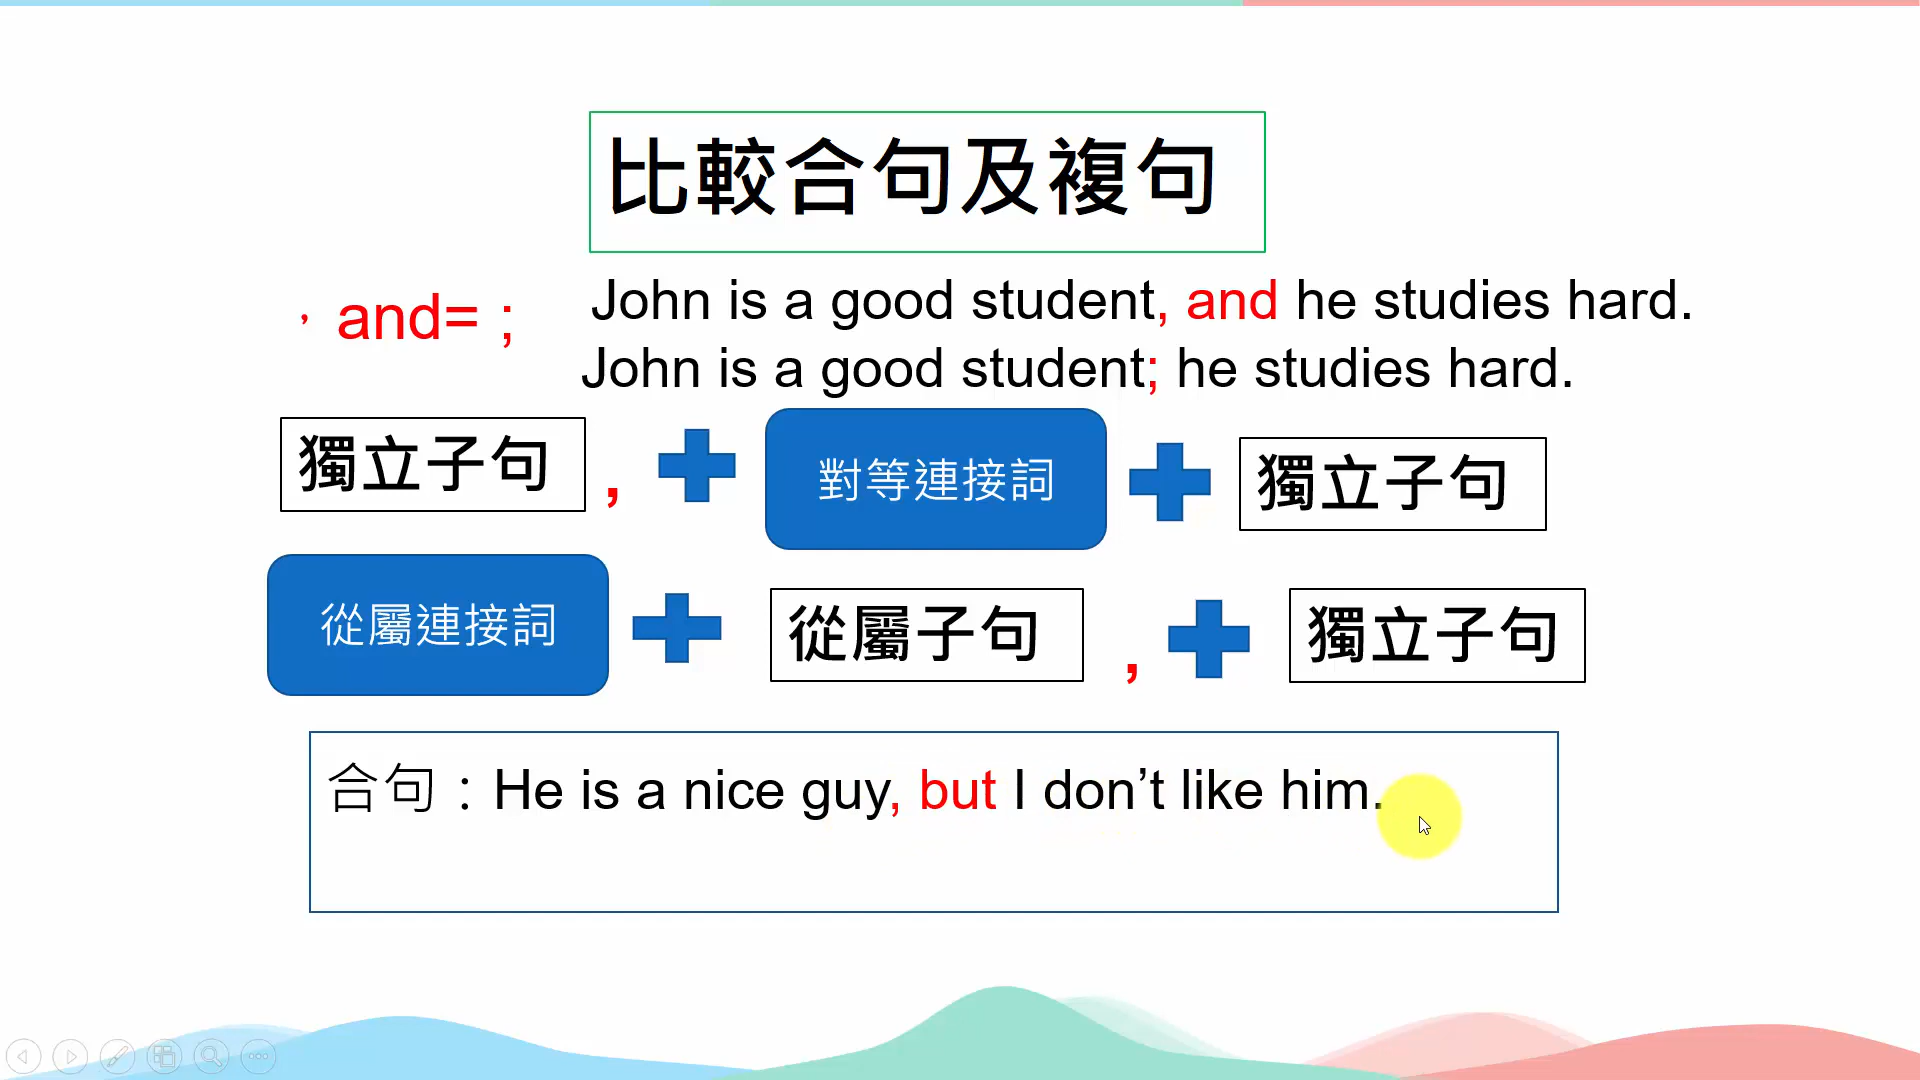 比較合句及複句
，and= ;
John is a good student, and he studies hard.
John is a good student; he studies hard.
獨立子句 , 對等連接詞 獨立子句
從屬連接詞 從屬子句 , 獨立子句
合句：He is a nice guy, but I don’t like him.